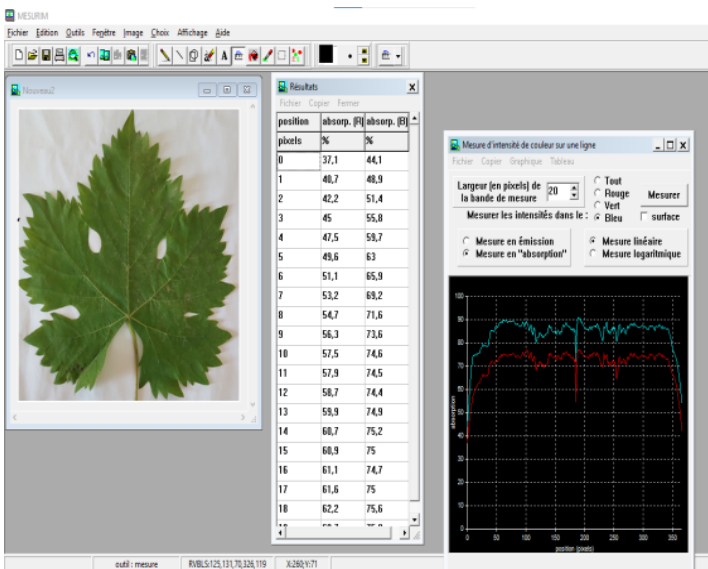 MESURIM
Fichier Edition Outils Fenêtre Image Choix Affichage Aide
Nouveau2
Résultats
Fichier Copier Fermer
position absorp. (R) absorp. (B)
pixels % %
0 37,1 44,1
1 40,7 48,9
2 42,2 51,4
3 45 55,8
4 47,5 59,7
5 49,6 63
6 51,1 65,9
7 53,2 69,2
8 54,7 71,6
9 56,3 73,6
10 57,5 74,6
11 57,9 74,5
12 58,7 74,4
13 59,9 74,9
14 60,7 75,2
15 60,9 75
16 61,1 74,7
17 61,6 75
18 62,2 75,6
Mesure d'intensité de couleur sur une ligne
Fichier Copier Graphique Tableau
Largeur (en pixels) de
la bande de mesure
20
Tout
Rouge
Vert
Bleu
Mesurer
Mesurer les intensités dans le :
surface
Mesure en émission
Mesure en "absorption"
Mesure linéaire
Mesure logaritmique
absorption
100
90
80
70
60
50
40
30
20
10
0
0 50 100 150 200 250 300 350
position (pixels)
outil : mesure RVBLS:125,131,70,326,119 X:260;Y:71